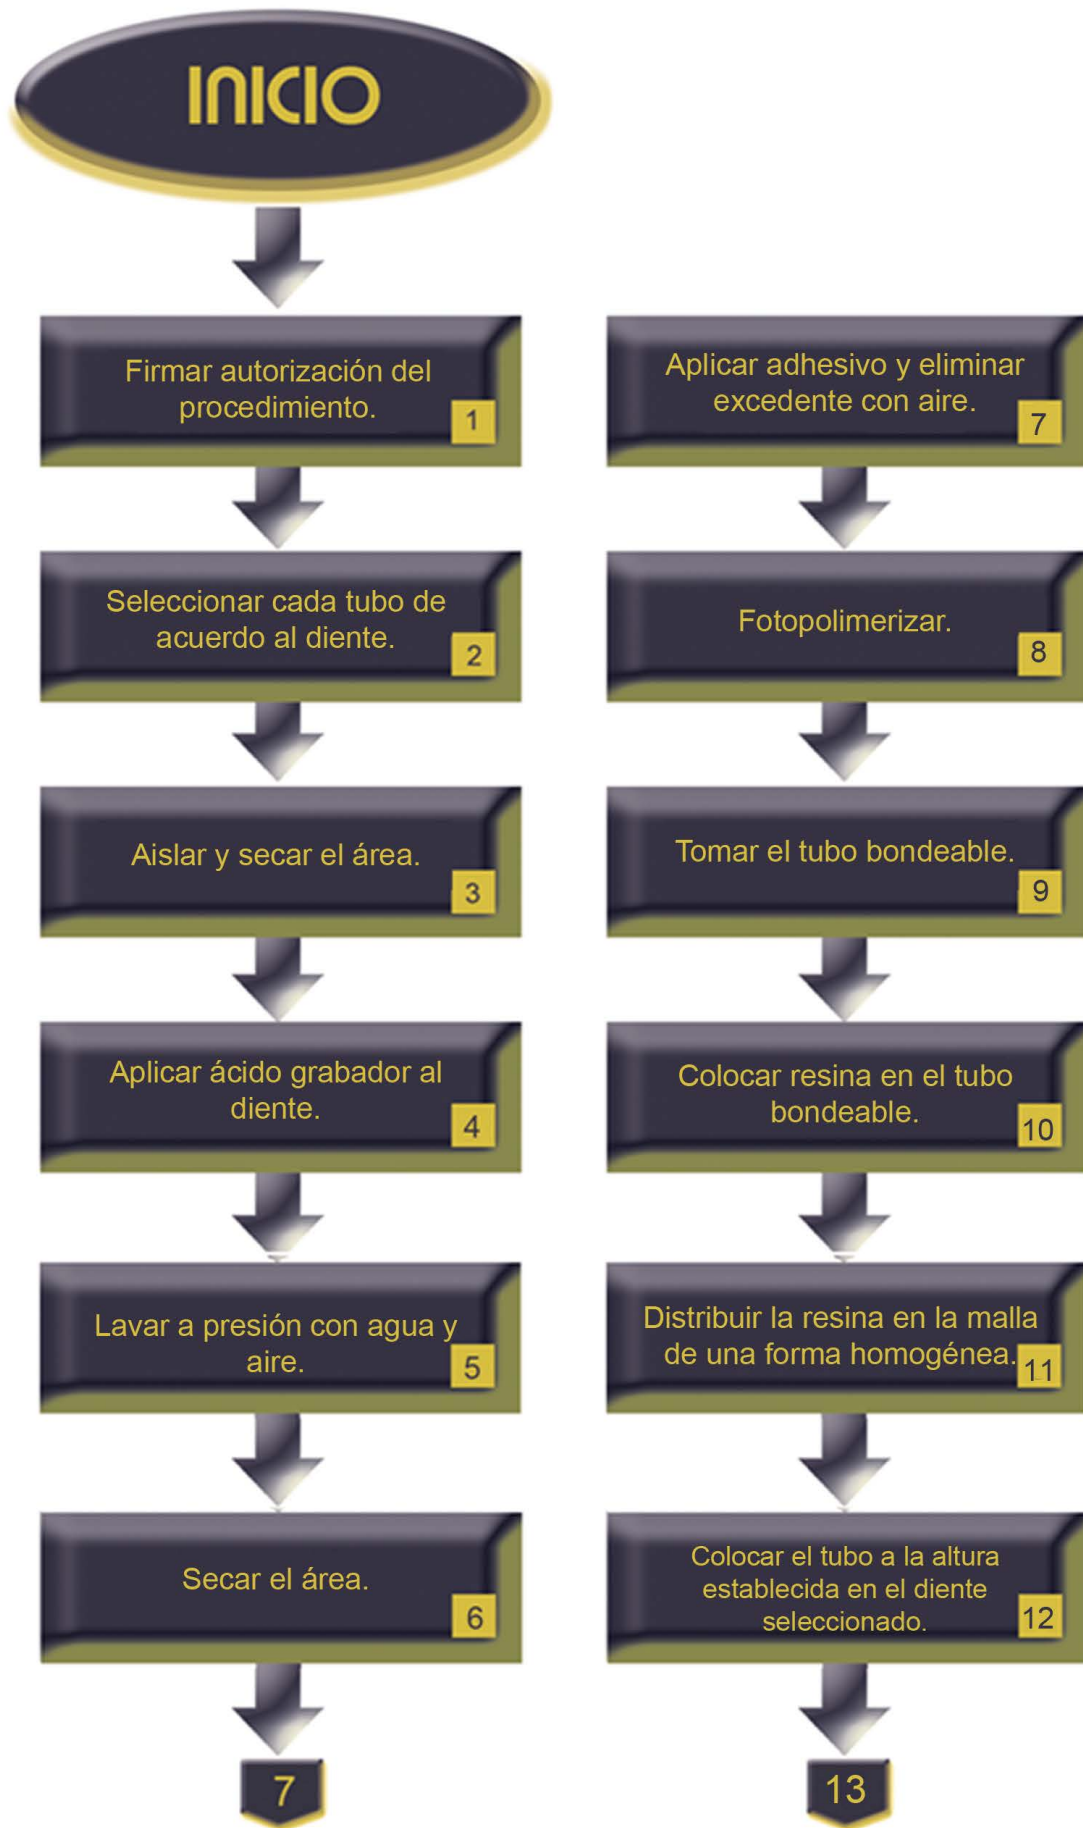 INICIO
Firmar autorización del
procedimiento.
1
Seleccionar cada tubo de
acuerdo al diente.
2
Aislar y secar el área.
3
Aplicar ácido grabador al
diente.
4
Lavar a presión con agua y
aire.
5
Secar el área.
6
7
Aplicar adhesivo y eliminar
excedente con aire.
7
Fotopolimerizar.
8
Tomar el tubo bondeable.
9
Colocar resina en el tubo
bondeable.
10
Distribuir la resina en la malla
de una forma homogénea.
11
Colocar el tubo a la altura
establecida en el diente
seleccionado.
12
13